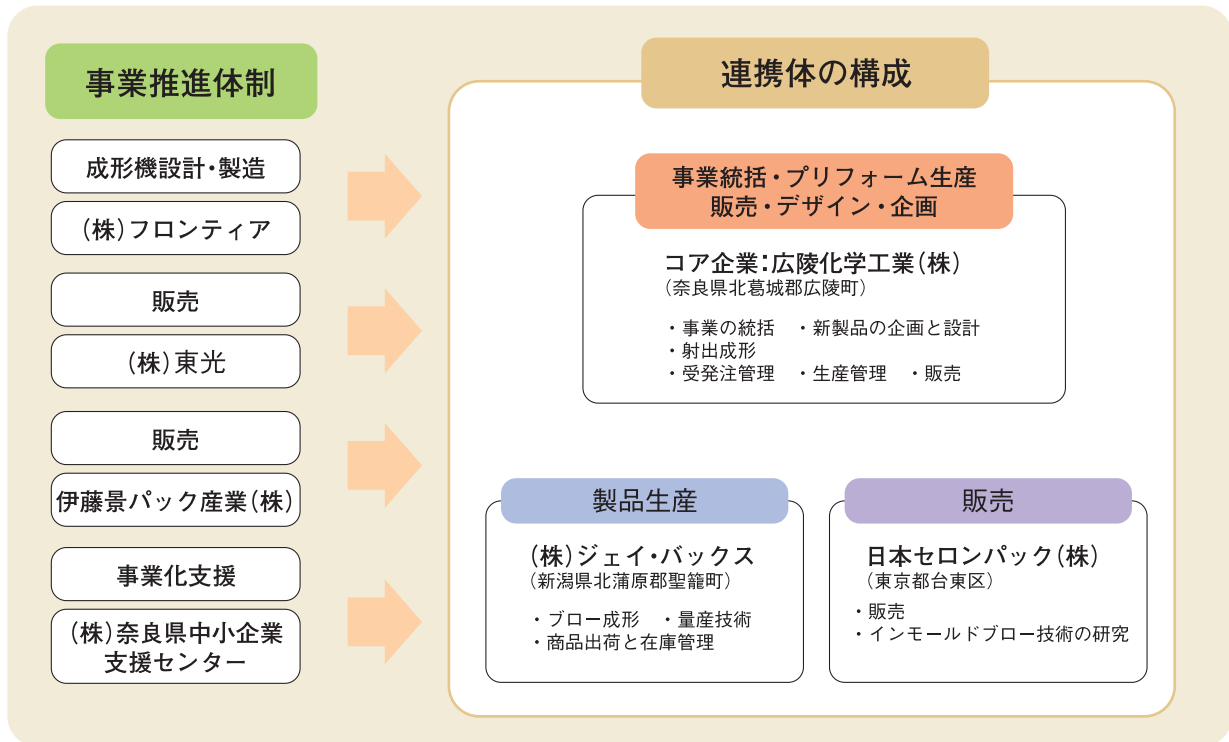 事業推進体制
成形機設計・製造
(株)フロンティア
販売
(株)東光
販売
伊藤景パック産業(株)
事業化支援
(株)奈良県中小企業
支援センター
連携体の構成
事業統括・プリフォーム生産
販売・デザイン・企画
コア企業:広陵化学工業(株)
(奈良県北葛城郡広陵町)
・事業の統括 ・新製品の企画と設計
・射出成形
・受発注管理 ・生産管理 ・販売
製品生産
(株)ジェイ・バックス
(新潟県北蒲原郡聖籠町)
・ブロー成形 ・量産技術
・商品出荷と在庫管理
販売
日本セロンパック(株)
(東京都台東区)
・販売
・インモールドブロー技術の研究